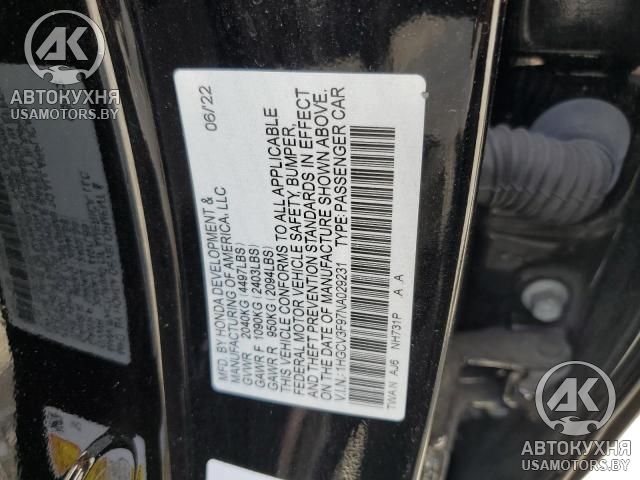 AK
АВТОКУХНЯ
USAMOTORS.BY
06/22
MFD. BY HONDA DEVELOPMENT &
MANUFACTURING OF AMERICA, LLC
GVWR 2040KG(4497LBS)
GAWR F 1090KG(2403LBS)
GAWR R 950KG(2094LBS)
THIS VEHICLE CONFORMS TO ALL APPLICABLE
FEDERAL MOTOR VEHICLE SAFETY, BUMPER,
AND THEFT PREVENTION STANDARDS IN EFFECT
ON THE DATE OF MANUFACTURE SHOWN ABOVE.
V.I.N.:1HGCV3F97NA029231 TYPE:PASSENGER CAR
TWAN AJ6 NH731P A A
AK
АВТОКУХНЯ
USAMOTORS.BY